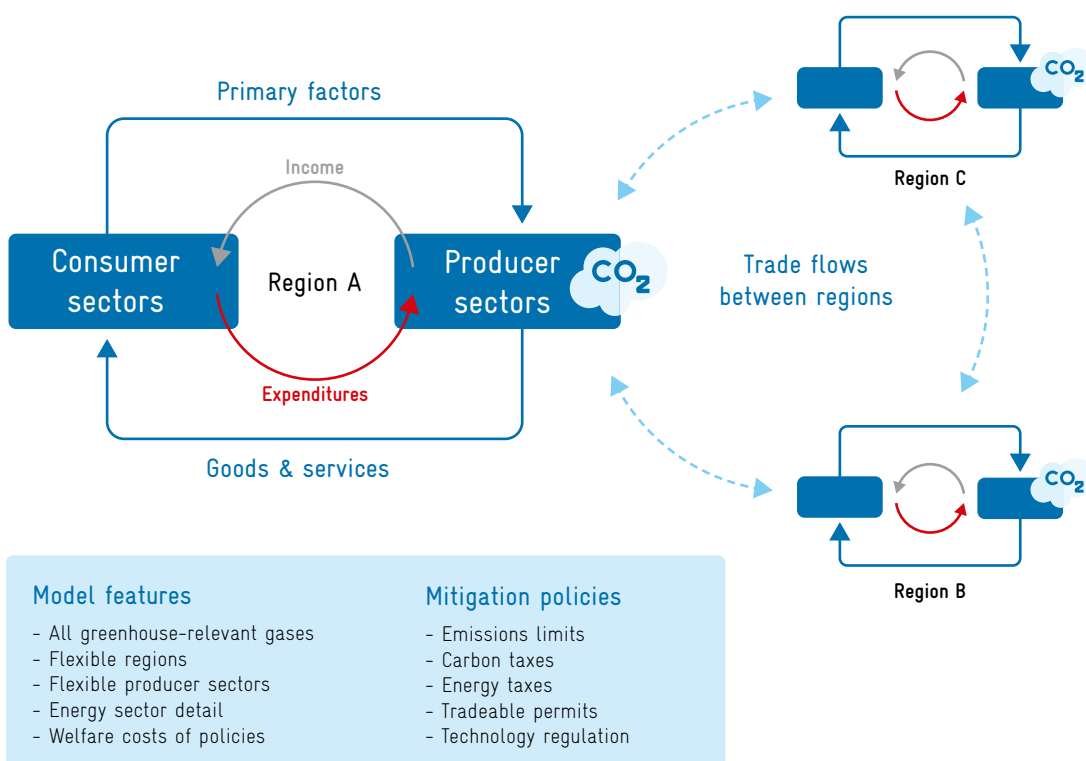 Primary factors
Income
Consumer
sectors
Region A
Producer
sectors
CO₂
Expenditures
Goods & services
Trade flows
between regions
CO₂
Region C
CO₂
Region B
Model features
- All greenhouse-relevant gases
- Flexible regions
- Flexible producer sectors
- Energy sector detail
- Welfare costs of policies
Mitigation policies
- Emissions limits
- Carbon taxes
- Energy taxes
- Tradeable permits
- Technology regulation